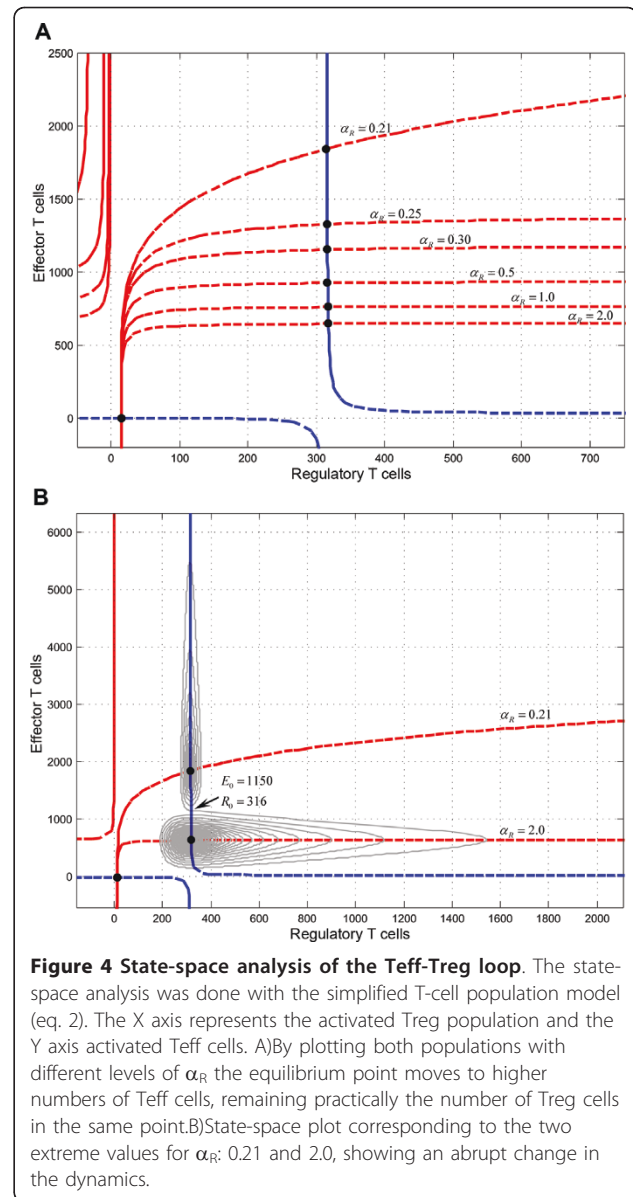 A
2500
2000
1500
1000
500
0
Effector T cells
α_R = 0.21
α_R = 0.25
α_R = 0.30
α_R = 0.5
α_R = 1.0
α_R = 2.0
0 100 200 300 400 500 600 700
Regulatory T cells
B
6000
5000
4000
3000
2000
1000
0
Effector T cells
α_R = 0.21
E_0 = 1150
R_0 = 316
α_R = 2.0
0 200 400 600 800 1000 1200 1400 1600 1800 2000
Regulatory T cells
Figure 4 State-space analysis of the Teff-Treg loop. The state-
space analysis was done with the simplified T-cell population model
(eq. 2). The X axis represents the activated Treg population and the
Y axis activated Teff cells. A)By plotting both populations with
different levels of α_R the equilibrium point moves to higher
numbers of Teff cells, remaining practically the number of Treg cells
in the same point.B)State-space plot corresponding to the two
extreme values for α_R: 0.21 and 2.0, showing an abrupt change in
the dynamics.